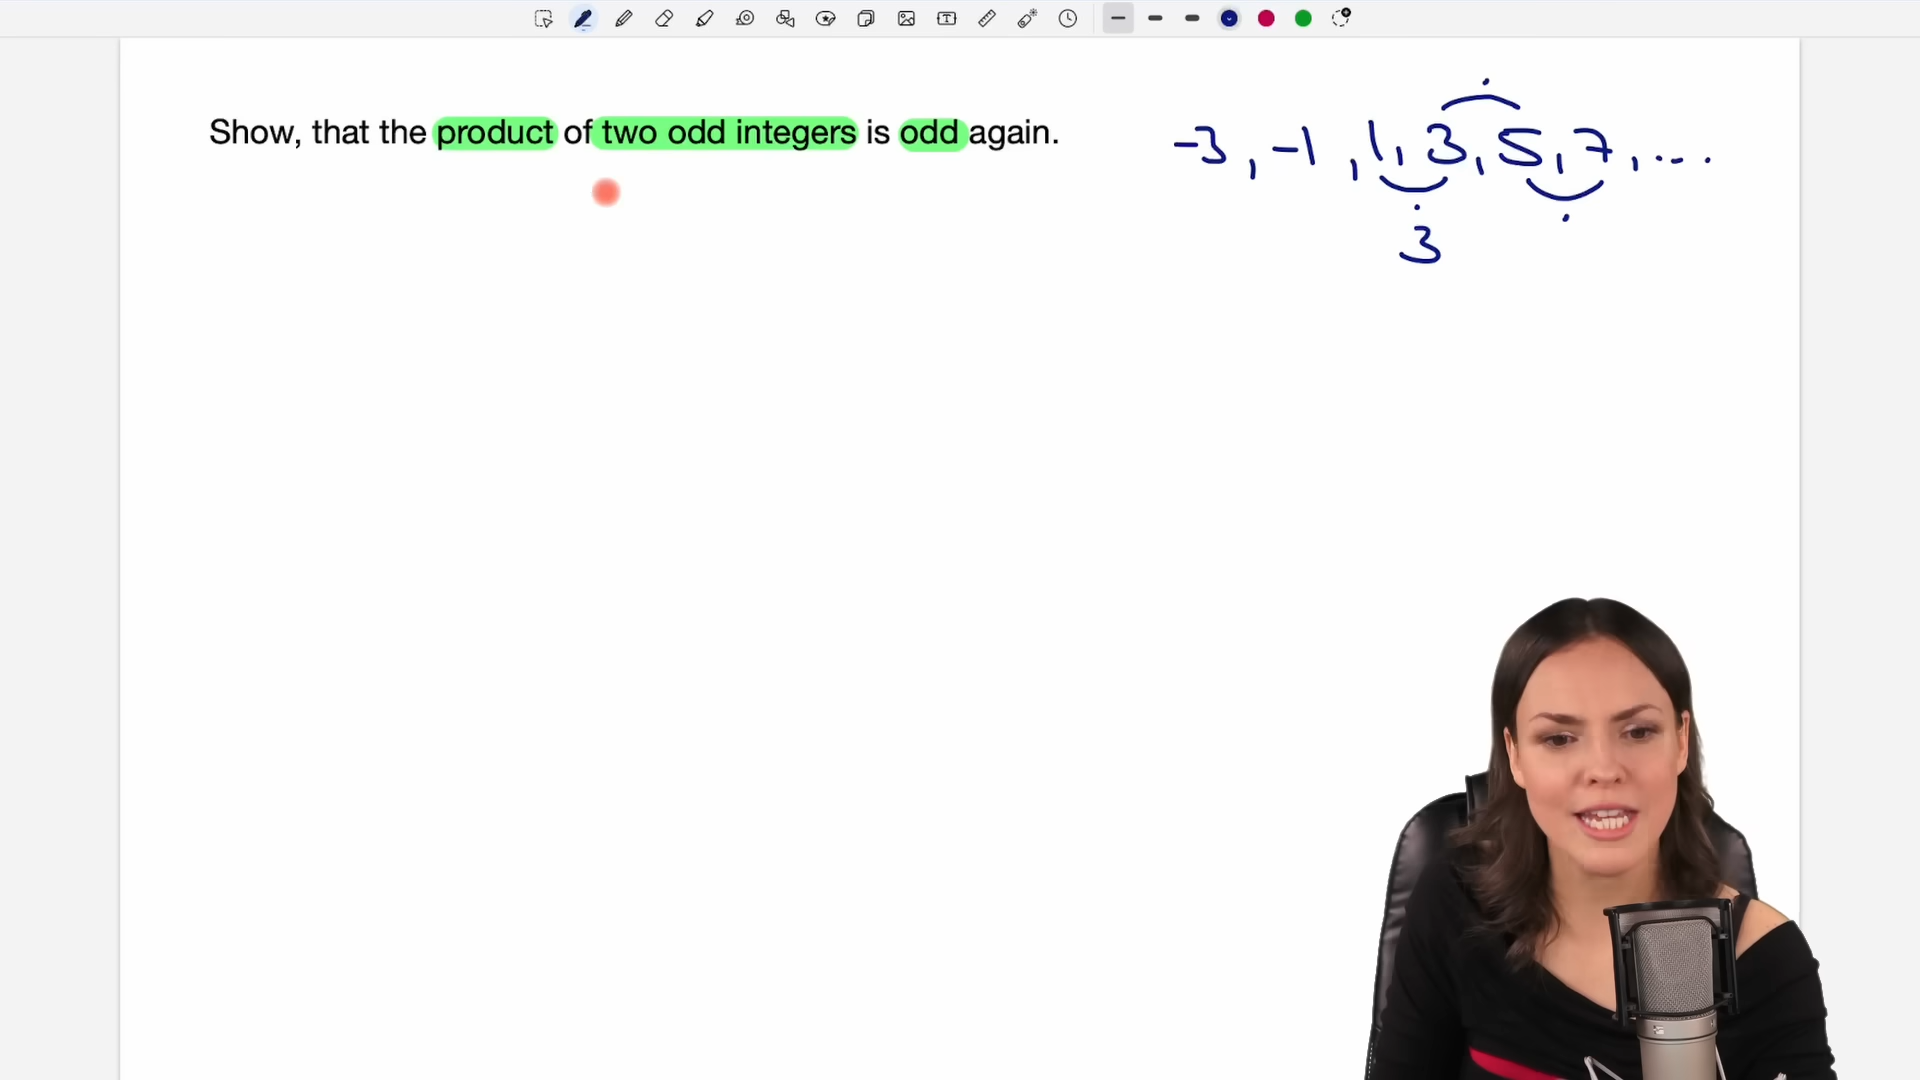 Show, that the product of two odd integers is odd again.
-3, -1, 1, 3, 5, 7, ...
3